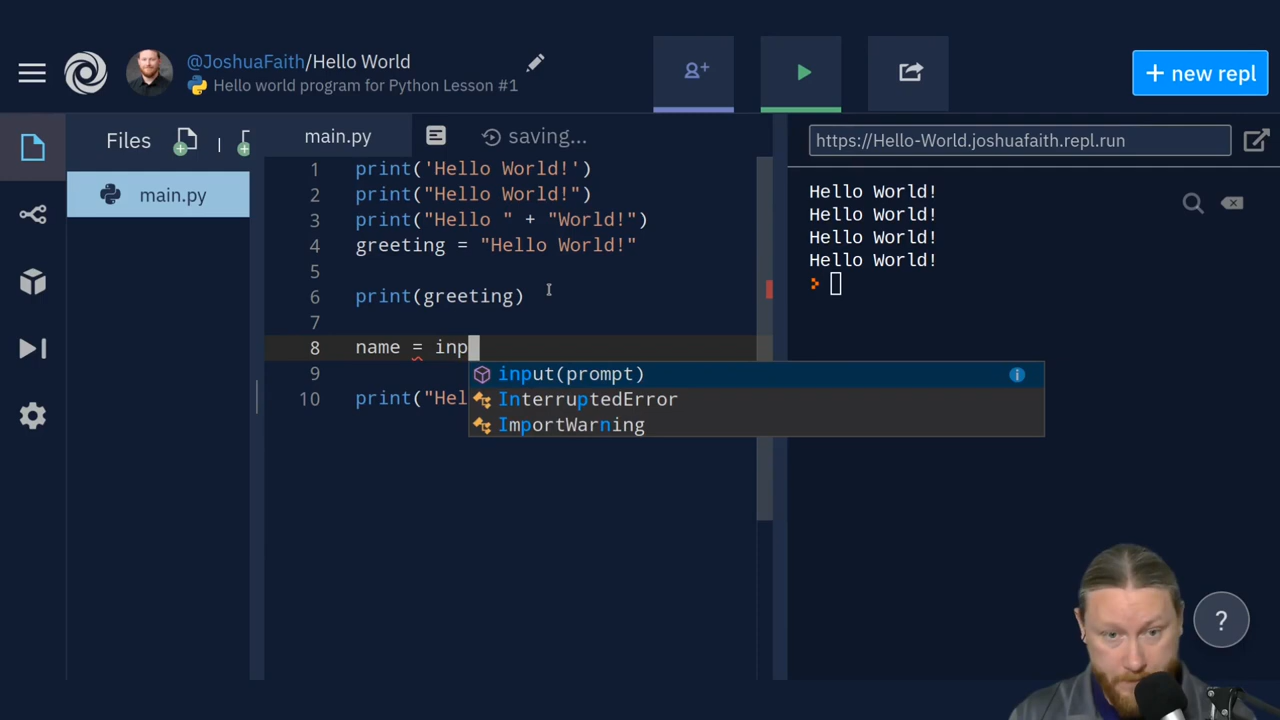 @JoshuaFaith/Hello World
Hello world program for Python Lesson #1
+ new repl
Files
main.py
saving...
https://Hello-World.joshuafaith.repl.run
main.py
1 print('Hello World!')
2 print("Hello World!")
3 print("Hello " + "World!")
4 greeting = "Hello World!"
5
6 print(greeting)
7
8 name = inp
input(prompt)
9
InterruptedError
10 print("Hel
ImportWarning
Hello World!
Hello World!
Hello World!
Hello World!
>
?